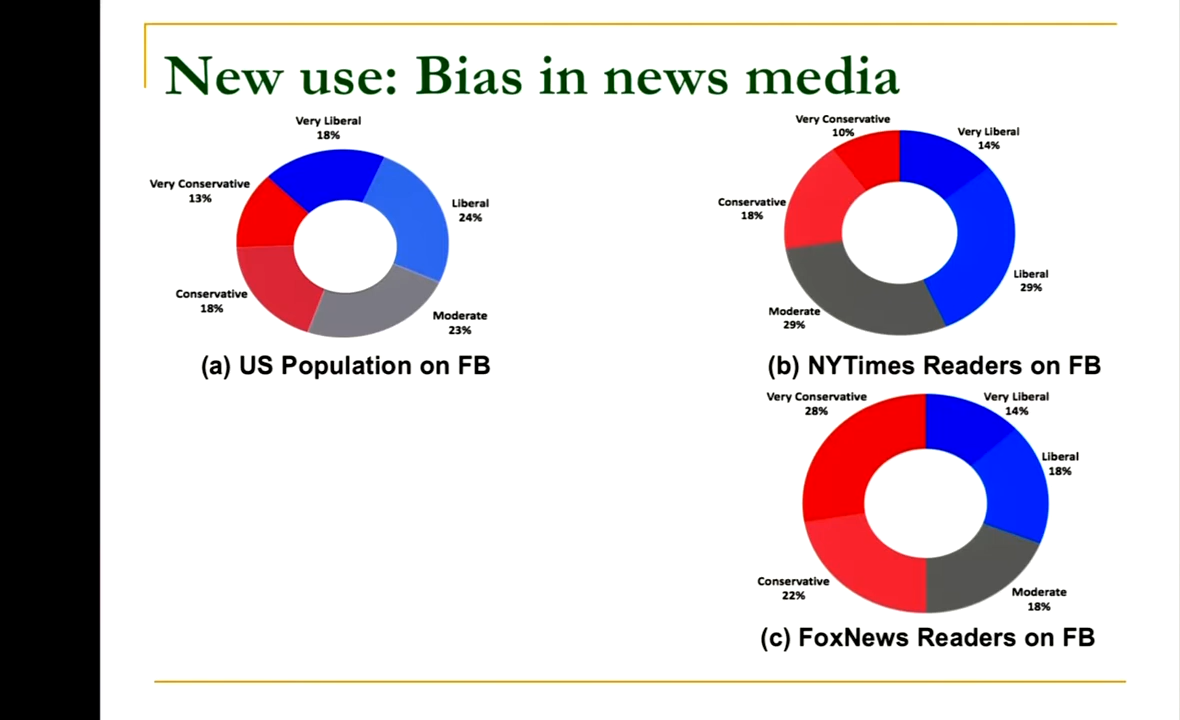 New use: Bias in news media
Very Liberal
18%
Very Conservative
13%
Liberal
24%
Conservative
18%
Moderate
23%
(a) US Population on FB
Very Conservative
10%
Very Liberal
14%
Conservative
18%
Liberal
29%
Moderate
29%
(b) NYTimes Readers on FB
Very Conservative
28%
Very Liberal
14%
Liberal
18%
Conservative
22%
Moderate
18%
(c) FoxNews Readers on FB